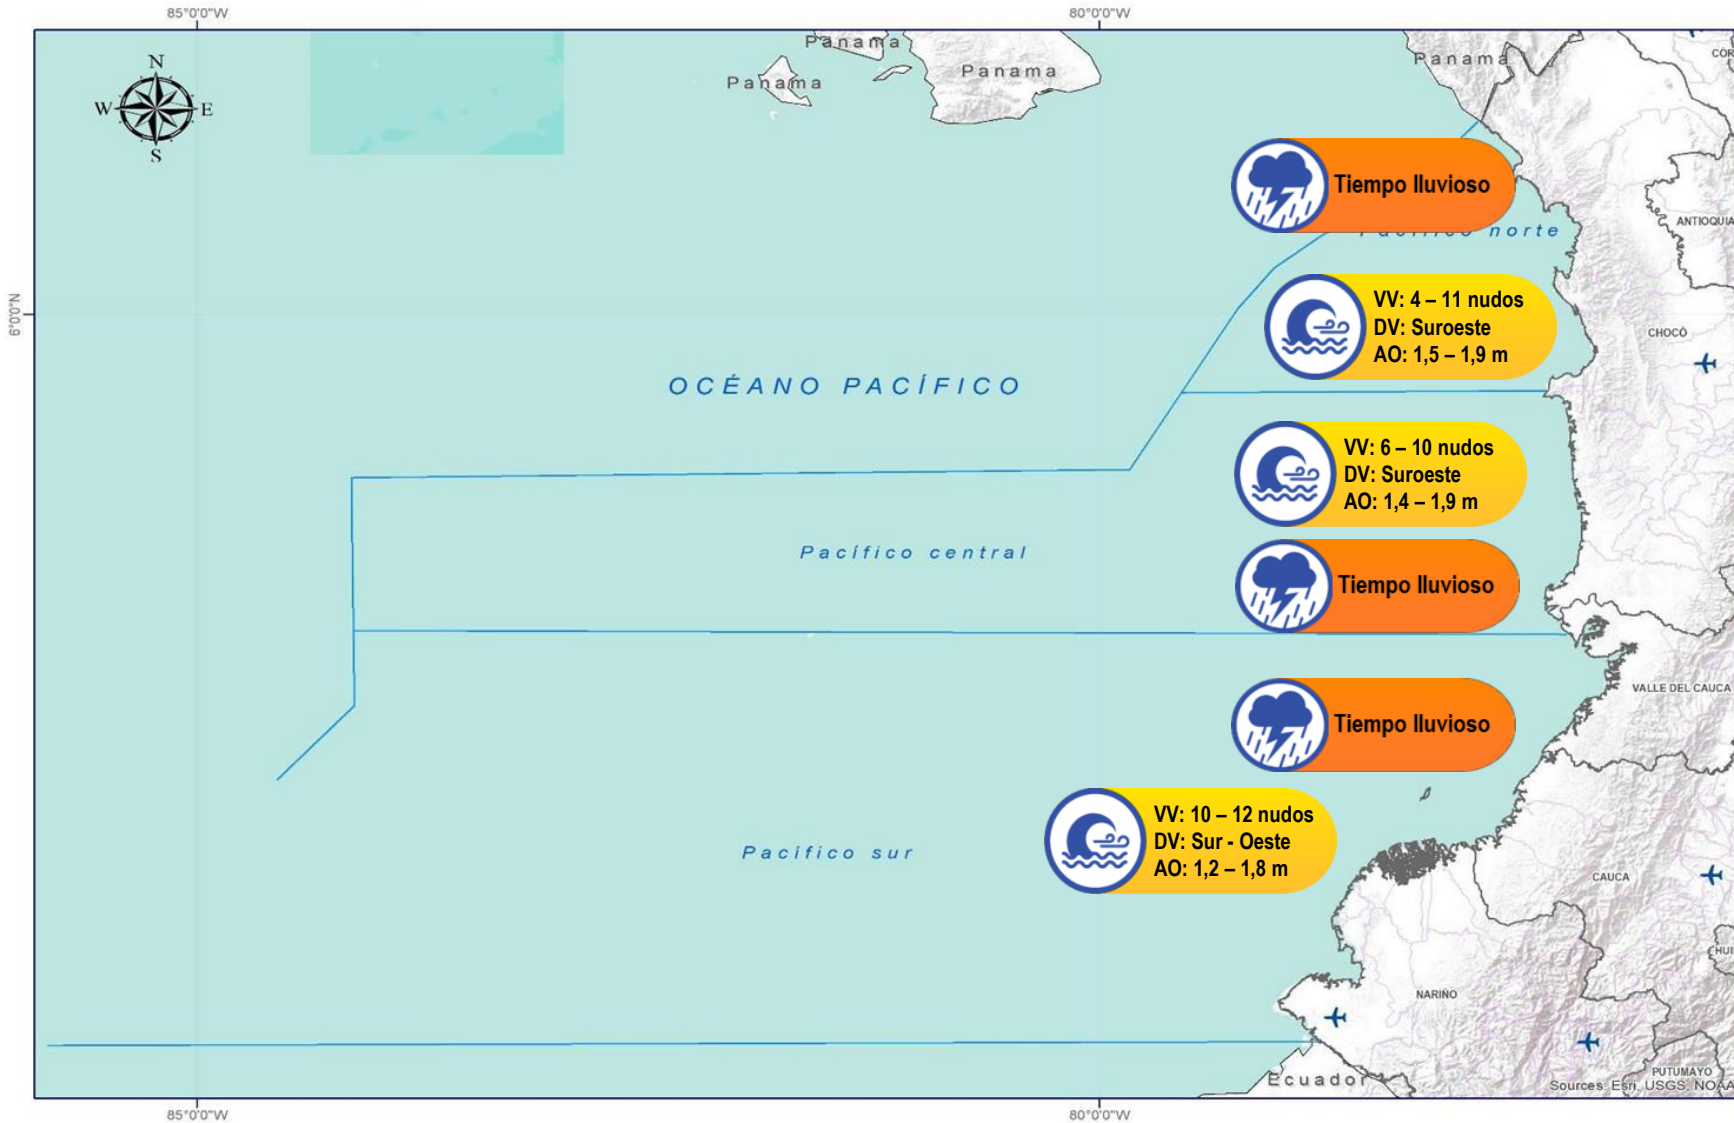 85°0'0"W
80°0'0"W
N
W E
S
Panama
Panama
Panama
Panama
Tiempo lluvioso
Pacífico norte
ANTIOQUIA
6°0'0"N
VV: 4 – 11 nudos
DV: Suroeste
AO: 1,5 – 1,9 m
CHOCÓ
OCÉANO PACÍFICO
VV: 6 – 10 nudos
DV: Suroeste
AO: 1,4 – 1,9 m
Pacífico central
Tiempo lluvioso
VALLE DEL CAUCA
Tiempo lluvioso
VV: 10 – 12 nudos
DV: Sur - Oeste
AO: 1,2 – 1,8 m
Pacífico sur
CAUCA
HUI
NARIÑO
Ecuador
PUTUMAYO
Sources: Esri, USGS, NOAA
85°0'0"W
80°0'0"W